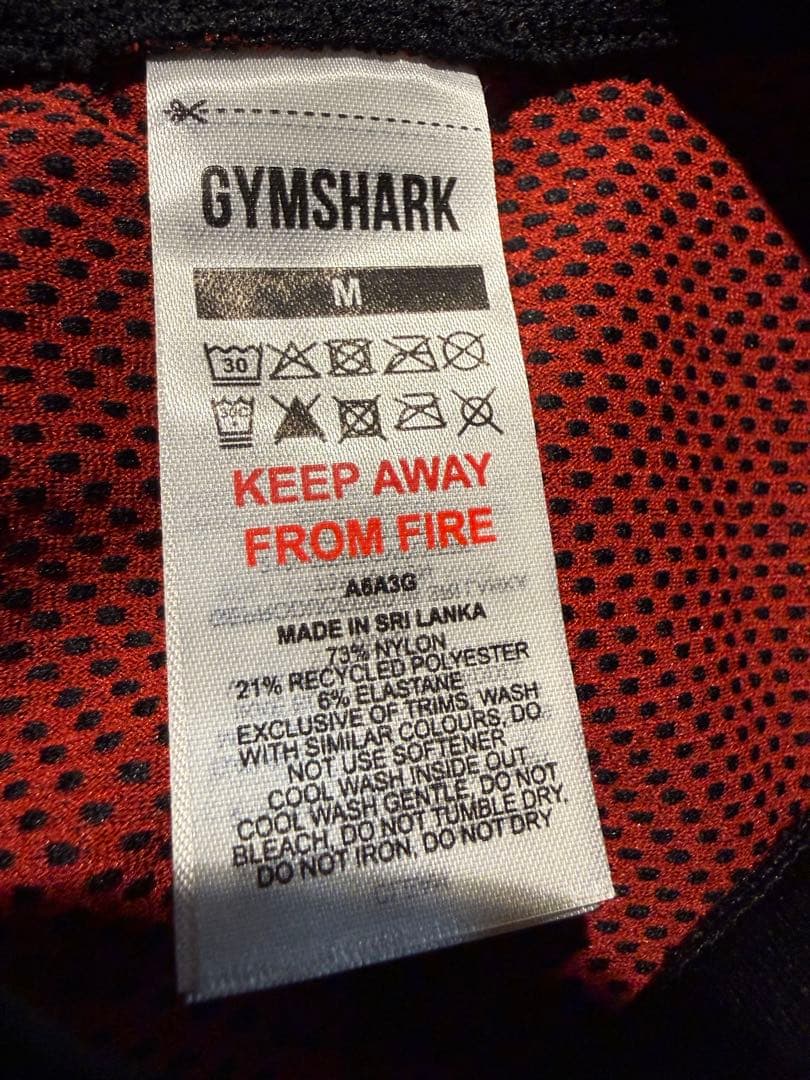 GYMSHARK
M
30
30C
KEEP AWAY
FROM FIRE
A6A3G
MADE IN SRI LANKA
73% NYLON
21% RECYCLED POLYESTER
6% ELASTANE
EXCLUSIVE OF TRIMS, WASH
WITH SIMILAR COLOURS, DO
NOT USE SOFTENER
COOL WASH INSIDE OUT
COOL WASH GENTLE, DO NOT
BLEACH, DO NOT TUMBLE DRY,
DO NOT IRON, DO NOT DRY